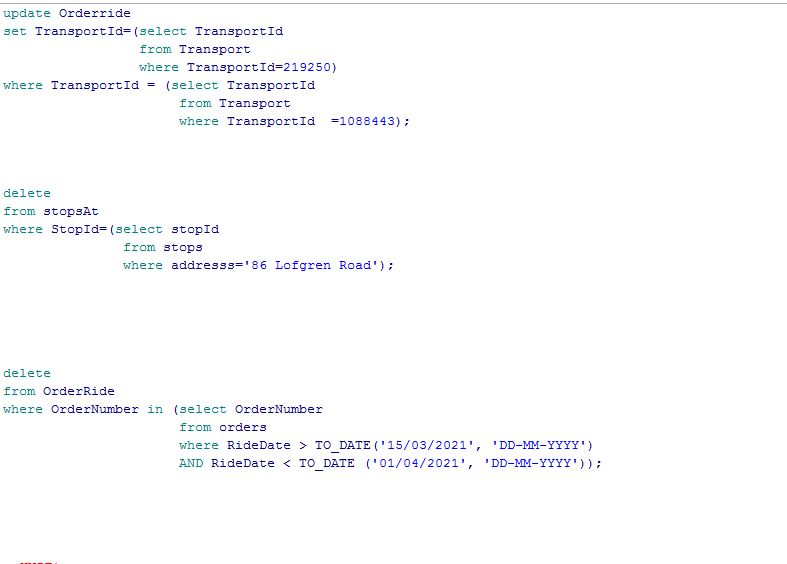 update Orderride
set TransportId=(select TransportId
from Transport
where TransportId=219250)
where TransportId = (select TransportId
from Transport
where TransportId  =1088443);
delete
from stopsAt
where StopId=(select stopId
from stops
where addresss='86 Lofgren Road');
delete
from OrderRide
where OrderNumber in (select OrderNumber
from orders
where RideDate > TO_DATE('15/03/2021', 'DD-MM-YYYY')
AND RideDate < TO_DATE ('01/04/2021', 'DD-MM-YYYY'));